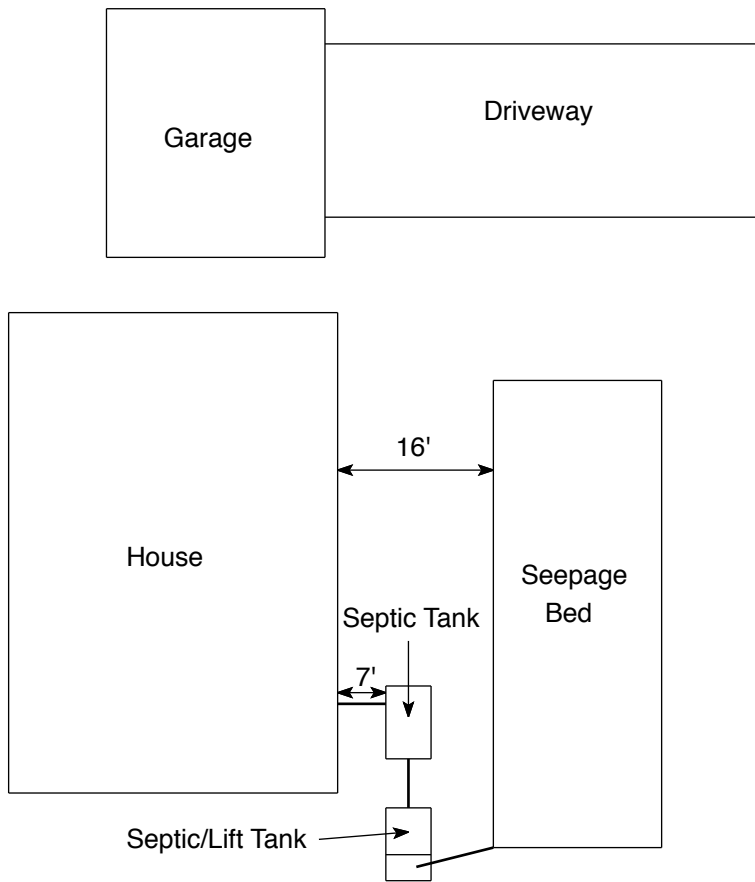 Driveway
Garage
16'
House
Seepage
Bed
Septic Tank
7'
Septic/Lift Tank